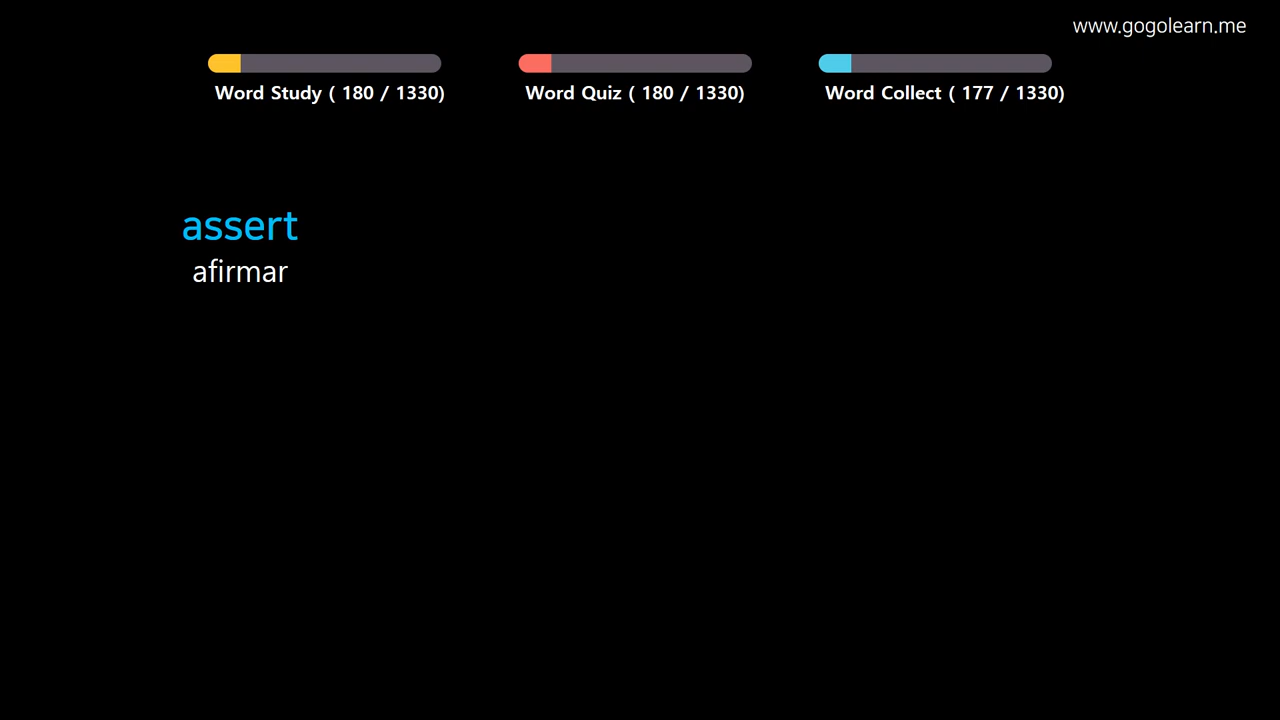 www.gogolearn.me
Word Study ( 180 / 1330)
Word Quiz ( 180 / 1330)
Word Collect ( 177 / 1330)
assert
afirmar